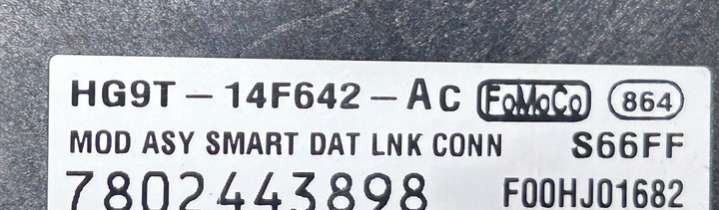 HG9T-14F642-AC FoMoCo 864
MOD ASY SMART DAT LNK CONN S66FF
7802443898 F00HJ01682